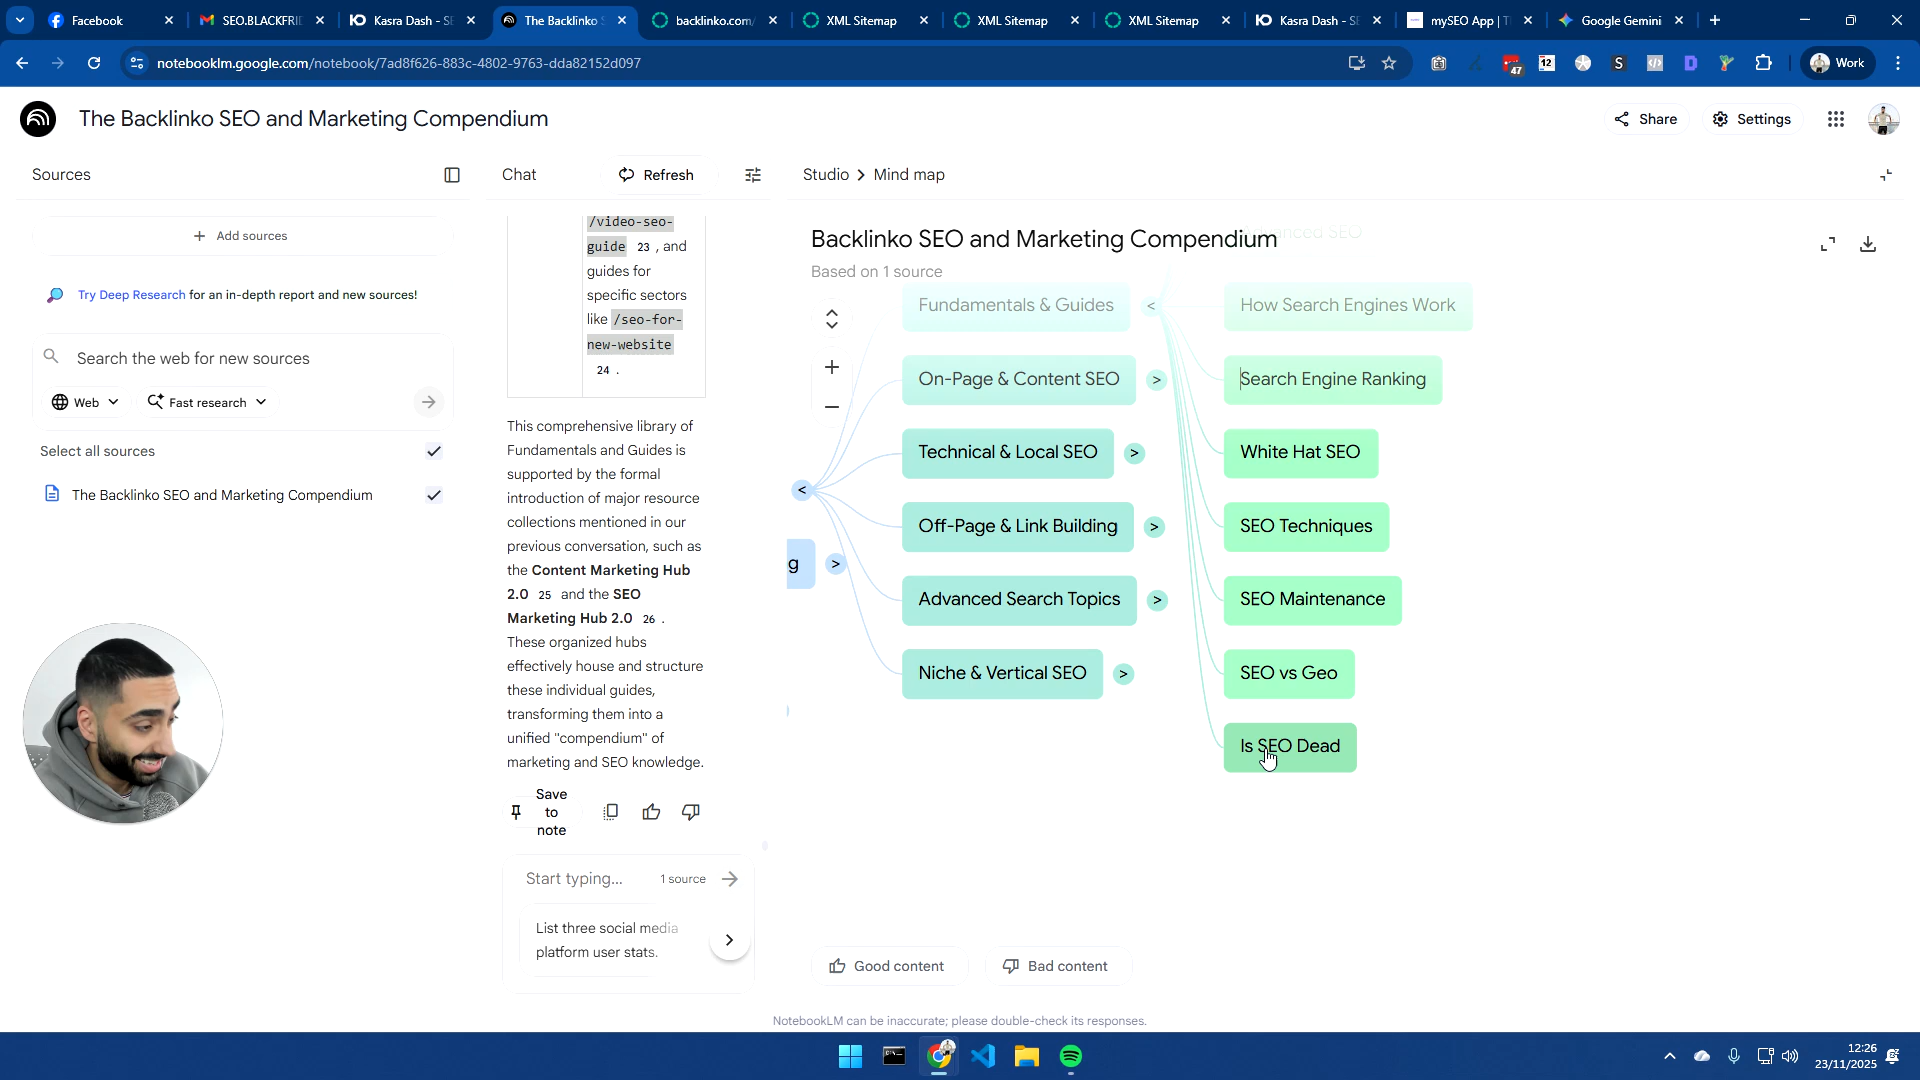 Facebook
SEO.BLACKFRI
Kasra Dash - SE
The Backlinko S
backlinko.com/
XML Sitemap
XML Sitemap
XML Sitemap
Kasra Dash - SE
mySEO App | T
Google Gemini
notebooklm.google.com/notebook/7ad8f626-883c-4802-9763-dda82152d097
47
12
S
D
Work
The Backlinko SEO and Marketing Compendium
Share
Settings
Sources
Add sources
Try Deep Research for an in-depth report and new sources!
Search the web for new sources
Web
Fast research
Select all sources
The Backlinko SEO and Marketing Compendium
Chat
Refresh
/video-seo-
guide 23 , and
guides for
specific sectors
like /seo-for-
new-website
24 .
This comprehensive library of
Fundamentals and Guides is
supported by the formal
introduction of major resource
collections mentioned in our
previous conversation, such as
the Content Marketing Hub
2.0 25 and the SEO
Marketing Hub 2.0 26 .
These organized hubs
effectively house and structure
these individual guides,
transforming them into a
unified "compendium" of
marketing and SEO knowledge.
Save
to
note
Start typing...
1 source
List three social media
platform user stats.
Studio > Mind map
Backlinko SEO and Marketing Compendium
Advanced SEO
Based on 1 source
Fundamentals & Guides
<
On-Page & Content SEO
>
Technical & Local SEO
>
Off-Page & Link Building
>
Advanced Search Topics
>
Niche & Vertical SEO
>
<
g
>
How Search Engines Work
Search Engine Ranking
White Hat SEO
SEO Techniques
SEO Maintenance
SEO vs Geo
Is SEO Dead
Good content
Bad content
NotebookLM can be inaccurate; please double-check its responses.
12:26
23/11/2025